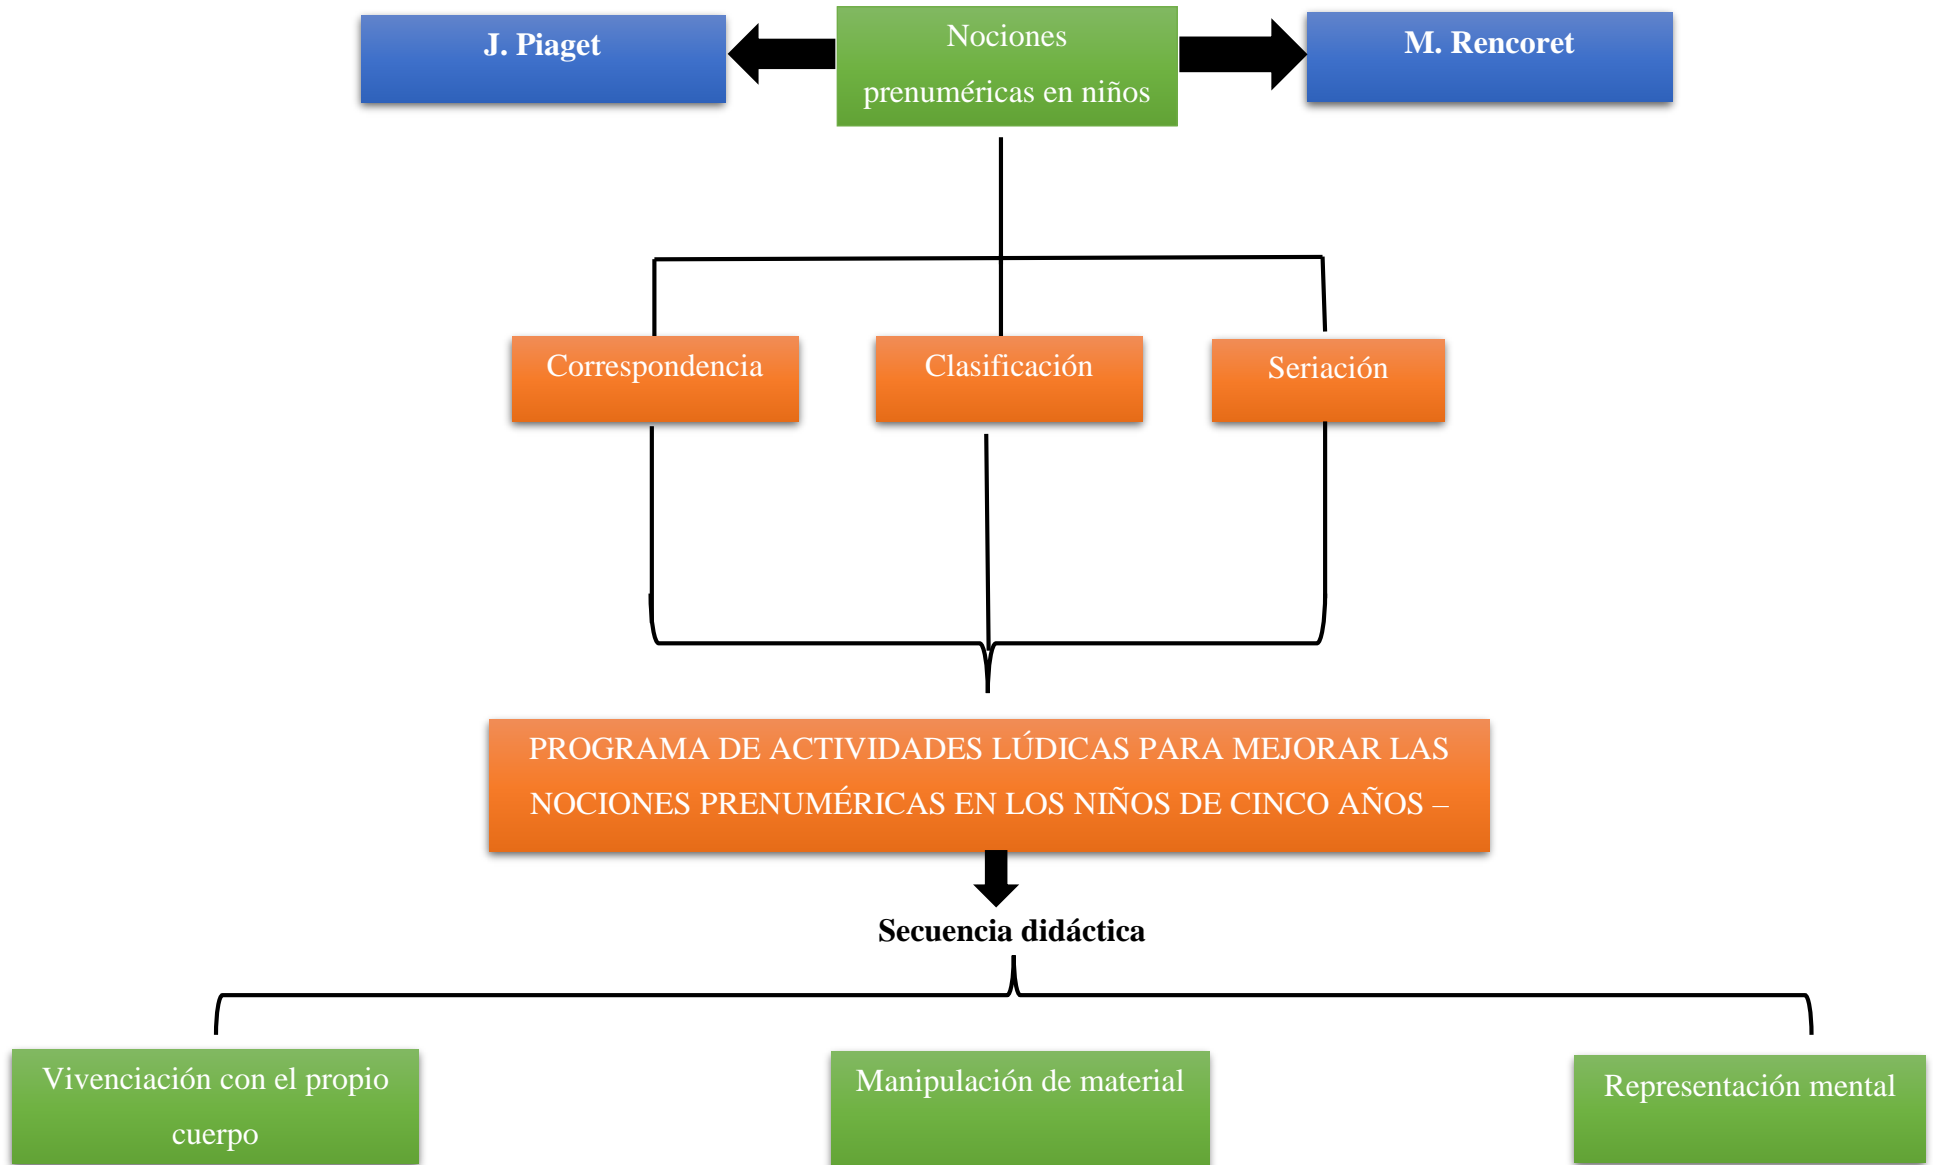 J. Piaget
Nociones
prenuméricas en niños
M. Rencoret
Correspondencia
Clasificación
Seriación
PROGRAMA DE ACTIVIDADES LÚDICAS PARA MEJORAR LAS
NOCIONES PRENUMÉRICAS EN LOS NIÑOS DE CINCO AÑOS –
Secuencia didáctica
Vivenciación con el propio
cuerpo
Manipulación de material
Representación mental